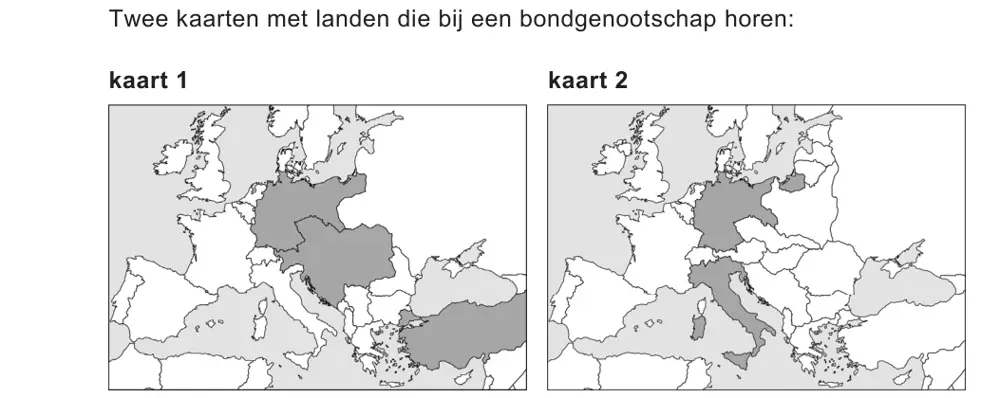 Twee kaarten met landen die bij een bondgenootschap horen:
kaart 1
kaart 2